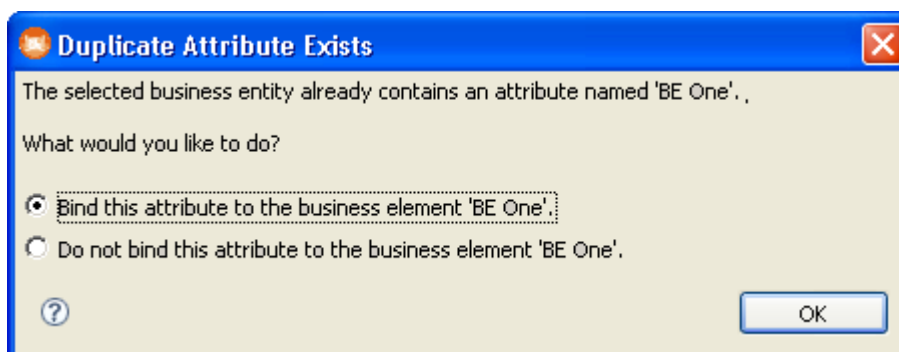 Duplicate Attribute Exists
The selected business entity already contains an attribute named 'BE One'. ,
What would you like to do?
Bind this attribute to the business element 'BE One'.
Do not bind this attribute to the business element 'BE One'.
? OK